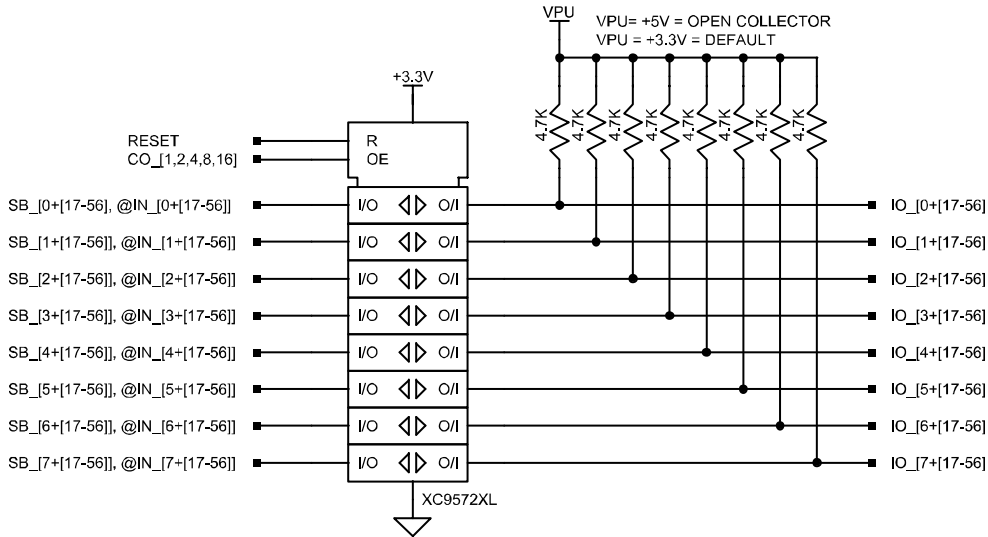 VPU
VPU= +5V = OPEN COLLECTOR
VPU = +3.3V = DEFAULT
+3.3V
4.7K 4.7K 4.7K 4.7K 4.7K 4.7K 4.7K 4.7K
RESET R
CO_[1,2,4,8,16] OE
SB_[0+[17-56], @IN_[0+[17-56]] I/O O/I IO_[0+[17-56]
SB_[1+[17-56]], @IN_[1+[17-56]] I/O O/I IO_[1+[17-56]
SB_[2+[17-56]], @IN_[2+[17-56]] I/O O/I IO_[2+[17-56]
SB_[3+[17-56]], @IN_[3+[17-56]] I/O O/I IO_[3+[17-56]
SB_[4+[17-56]], @IN_[4+[17-56]] I/O O/I IO_[4+[17-56]
SB_[5+[17-56]], @IN_[5+[17-56]] I/O O/I IO_[5+[17-56]
SB_[6+[17-56]], @IN_[6+[17-56]] I/O O/I IO_[6+[17-56]
SB_[7+[17-56]], @IN_[7+[17-56]] I/O O/I IO_[7+[17-56]
XC9572XL